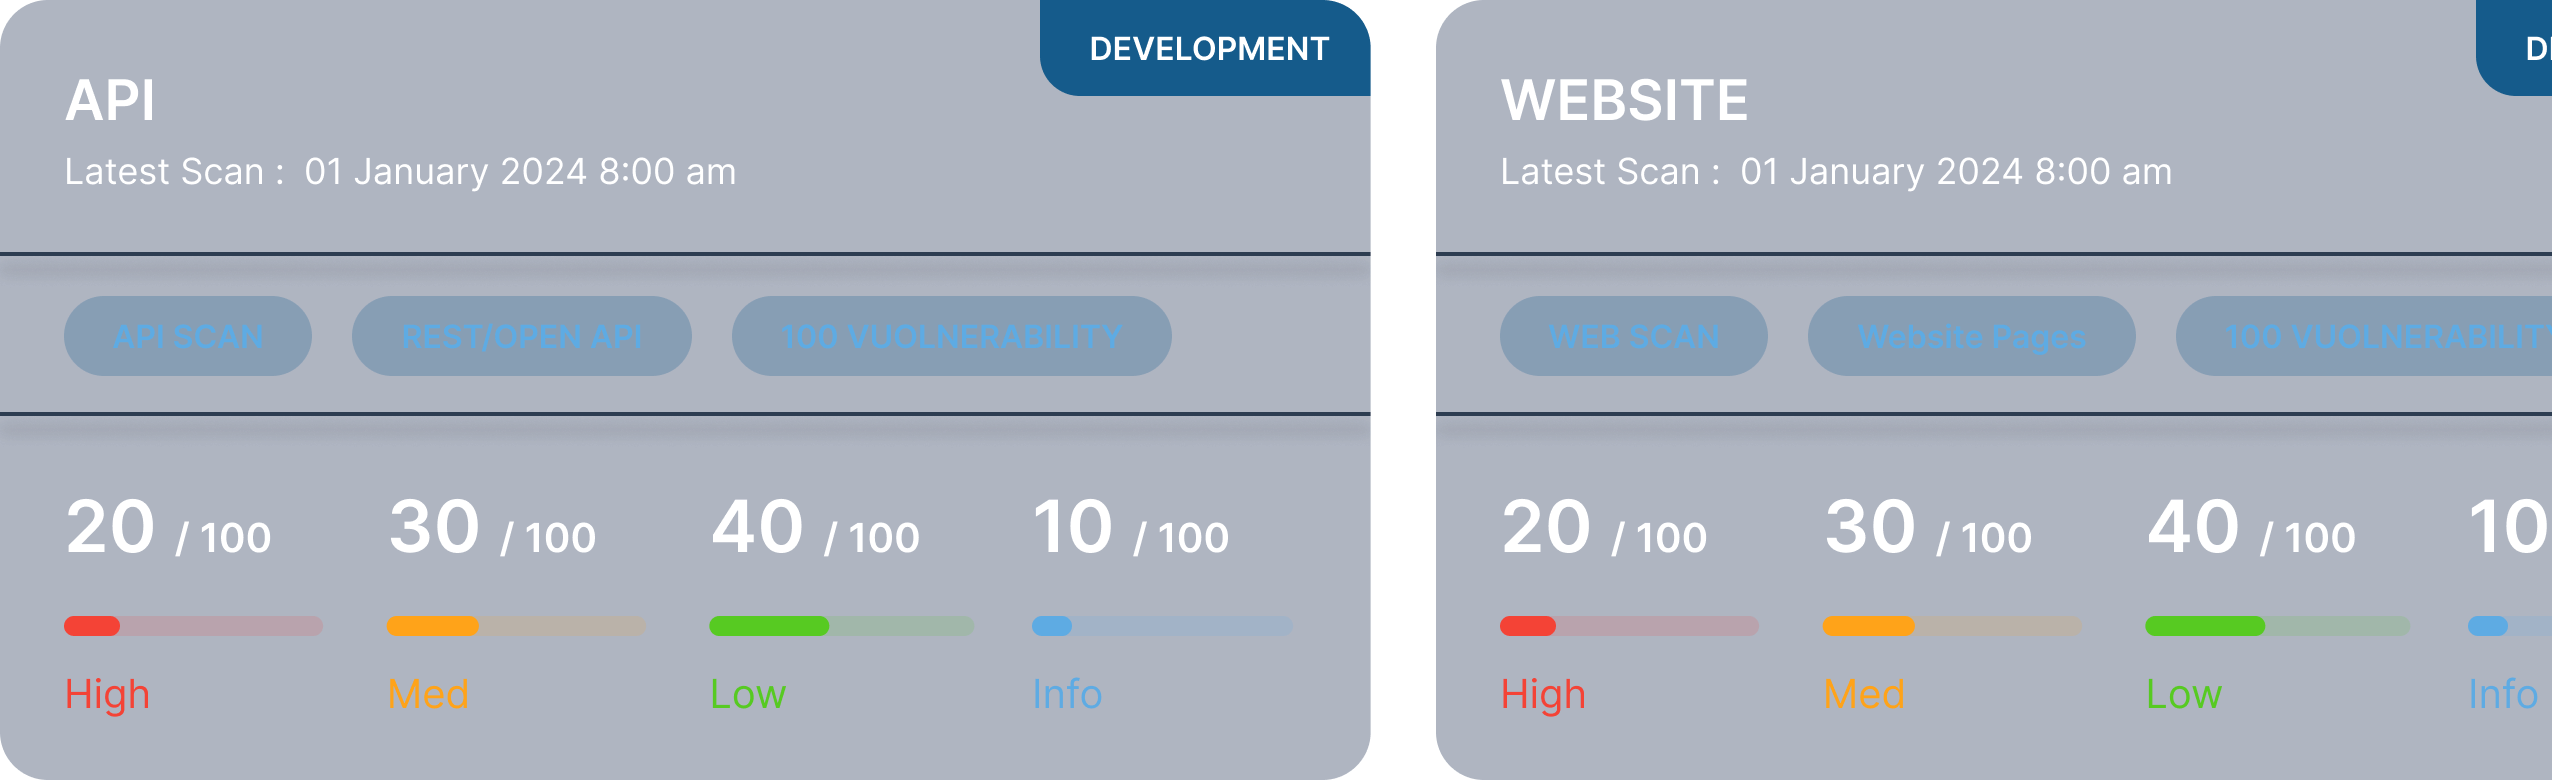 DEVELOPMENT
API
Latest Scan : 01 January 2024 8:00 am
API SCAN
REST/OPEN API
100 VUOLNERABILITY
20 / 100
30 / 100
40 / 100
10 / 100
High
Med
Low
Info
WEBSITE
Latest Scan : 01 January 2024 8:00 am
WEB SCAN
Website Pages
100 VUOLNERABILITY
20 / 100
30 / 100
40 / 100
10
High
Med
Low
Info